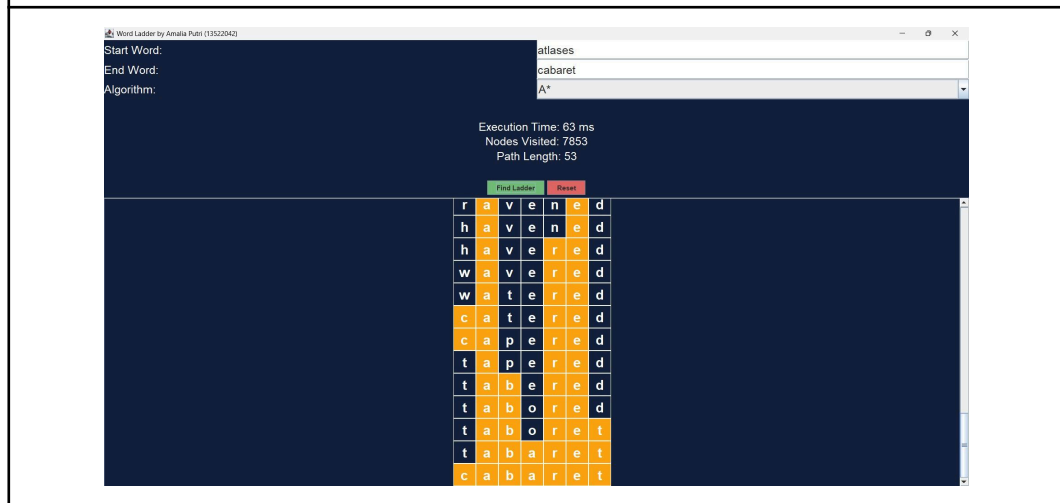 Word Ladder by Amalia Putri (13522042)
Start Word: atlases
End Word: cabaret
Algorithm: A*
Execution Time: 63 ms
Nodes Visited: 7853
Path Length: 53
Find Ladder Reset
r a v e n e d
h a v e n e d
h a v e r e d
w a v e r e d
w a t e r e d
c a t e r e d
c a p e r e d
t a p e r e d
t a b e r e d
t a b o r e d
t a b o r e t
t a b a r e t
c a b a r e t